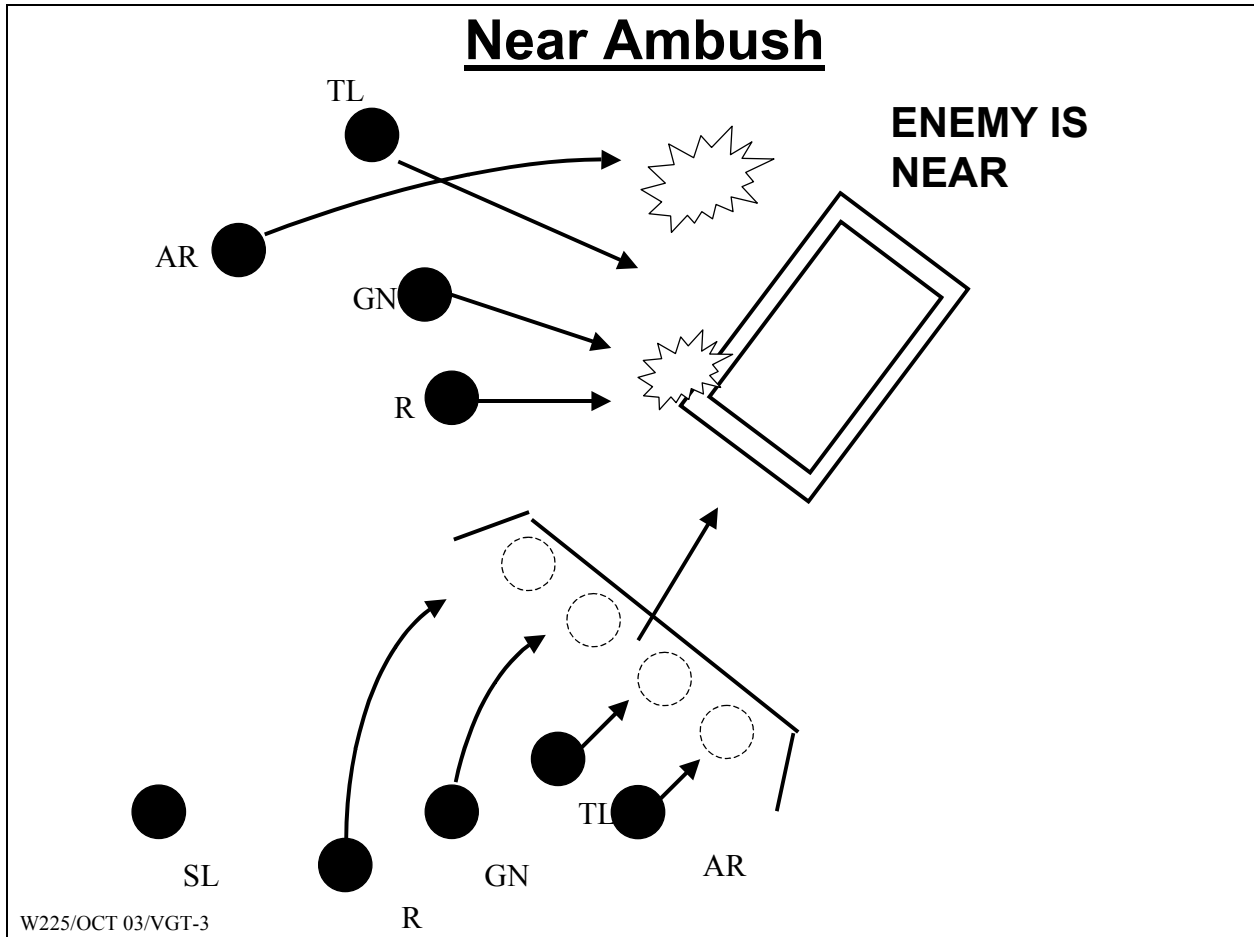 Near Ambush
TL
ENEMY IS
NEAR
AR
GN
R
TL
AR
SL
GN
R
W225/OCT 03/VGT-3